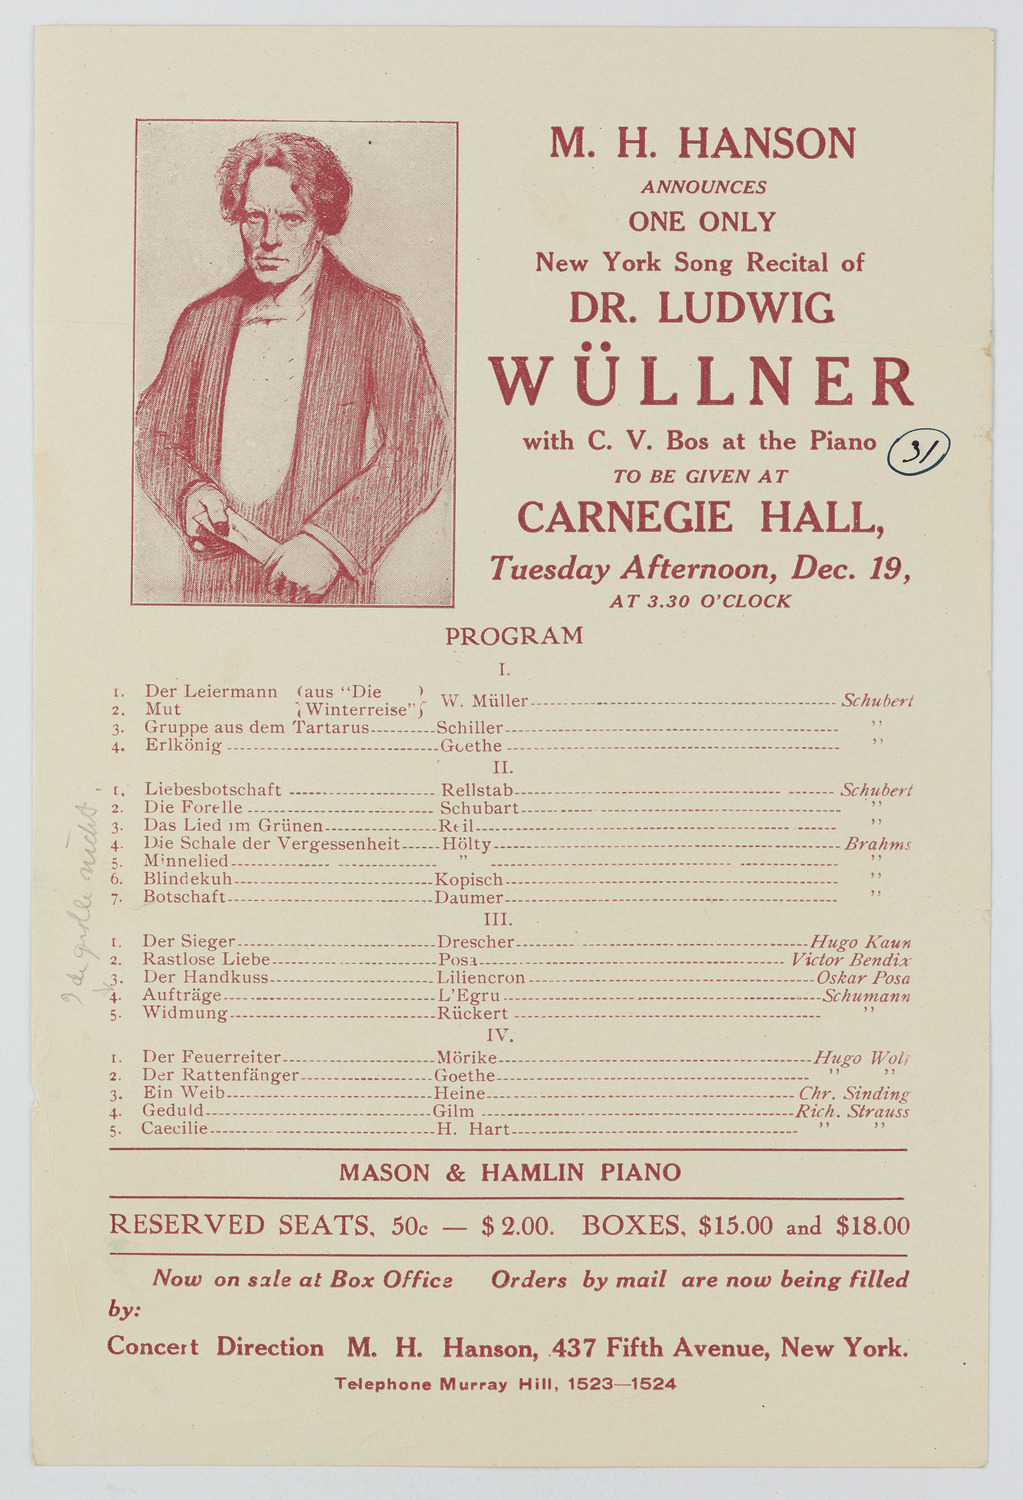 M. H. HANSON
ANNOUNCES
ONE ONLY
New York Song Recital of
DR. LUDWIG
WÜLLNER
with C. V. Bos at the Piano
31
TO BE GIVEN AT
CARNEGIE HALL,
Tuesday Afternoon, Dec. 19,
AT 3.30 O'CLOCK
PROGRAM
I.
1. Der Leiermann (aus "Die ) W. Müller Schubert
2. Mut (Winterreise")
3. Gruppe aus dem Tartarus Schiller "
4. Erlkönig Goethe "
II.
1. Liebesbotschaft Rellstab Schubert
2. Die Forelle Schubart "
3. Das Lied im Grünen Reil "
4. Die Schale der Vergessenheit Hölty Brahms
5. Minnelied " "
6. Blindekuh Kopisch "
7. Botschaft Daumer "
III.
1. Der Sieger Drescher Hugo Kaun
2. Rastlose Liebe Posa Victor Bendix
3. Der Handkuss Liliencron Oskar Posa
4. Aufträge L'Egru Schumann
5. Widmung Rückert "
IV.
1. Der Feuerreiter Mörike Hugo Wolf
2. Der Rattenfänger Goethe " "
3. Ein Weib Heine Chr. Sinding
4. Geduld Gilm Rich. Strauss
5. Caecilie H. Hart " "
MASON & HAMLIN PIANO
RESERVED SEATS, 50c — $2.00. BOXES, $15.00 and $18.00
Now on sale at Box Office Orders by mail are now being filled
by:
Concert Direction M. H. Hanson, 437 Fifth Avenue, New York.
Telephone Murray Hill, 1523—1524
grolle nicht.